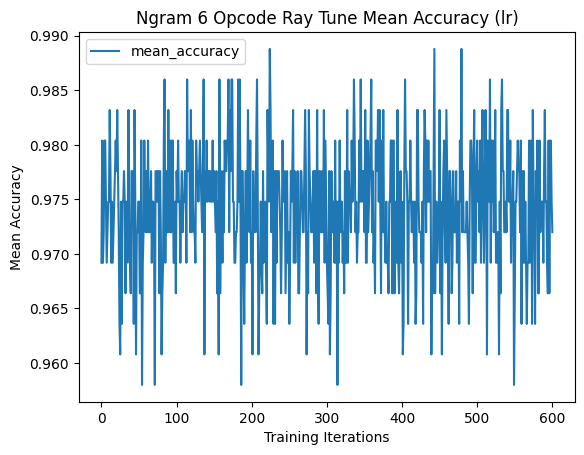 Ngram 6 Opcode Ray Tune Mean Accuracy (lr)
mean_accuracy
Mean Accuracy
0.990
0.985
0.980
0.975
0.970
0.965
0.960
0 100 200 300 400 500 600
Training Iterations